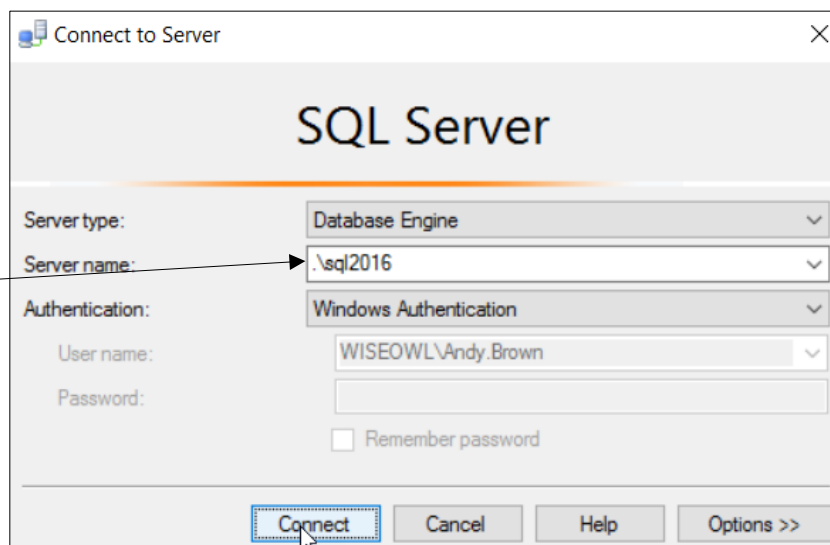 Connect to Server
SQL Server
Server type: Database Engine
Server name: .\sql2016
Authentication: Windows Authentication
User name: WISEOWL\Andy.Brown
Password:
Remember password
Connect Cancel Help Options >>